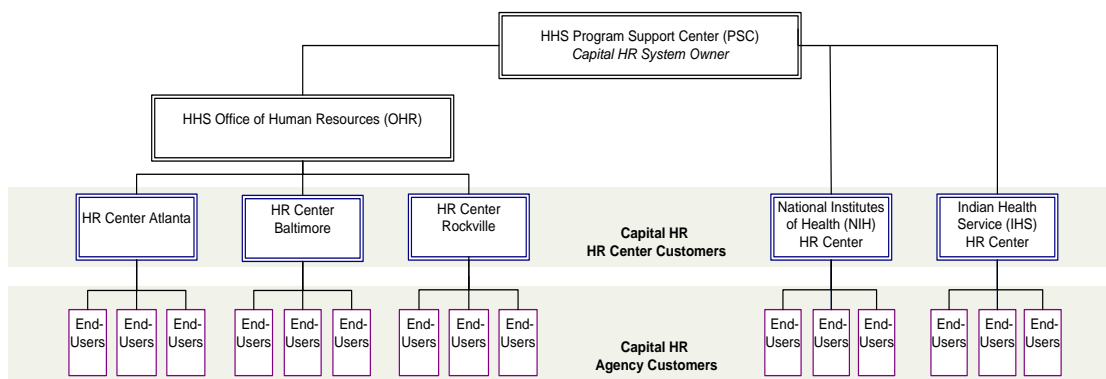 HHS Program Support Center (PSC)
Capital HR System Owner
HHS Office of Human Resources (OHR)
HR Center Atlanta
HR Center
Baltimore
HR Center
Rockville
Capital HR
HR Center Customers
National Institutes
of Health (NIH)
HR Center
Indian Health
Service (IHS)
HR Center
End-
Users
End-
Users
End-
Users
End-
Users
End-
Users
End-
Users
End-
Users
End-
Users
End-
Users
Capital HR
Agency Customers
End-
Users
End-
Users
End-
Users
End-
Users
End-
Users
End-
Users